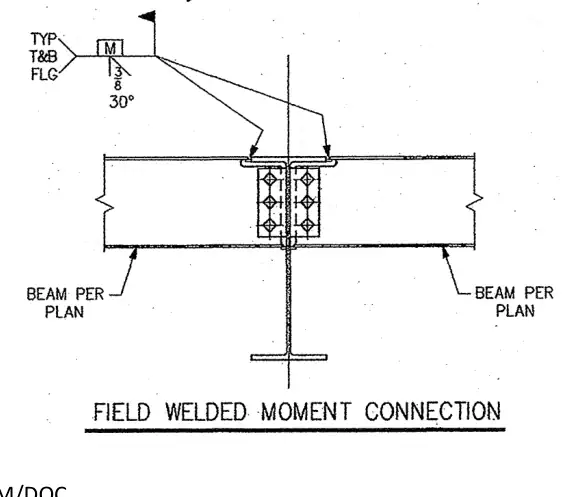 TYP
T&B
FLG
M
3
8
30°
BEAM PER
PLAN
BEAM PER
PLAN
FIELD WELDED MOMENT CONNECTION